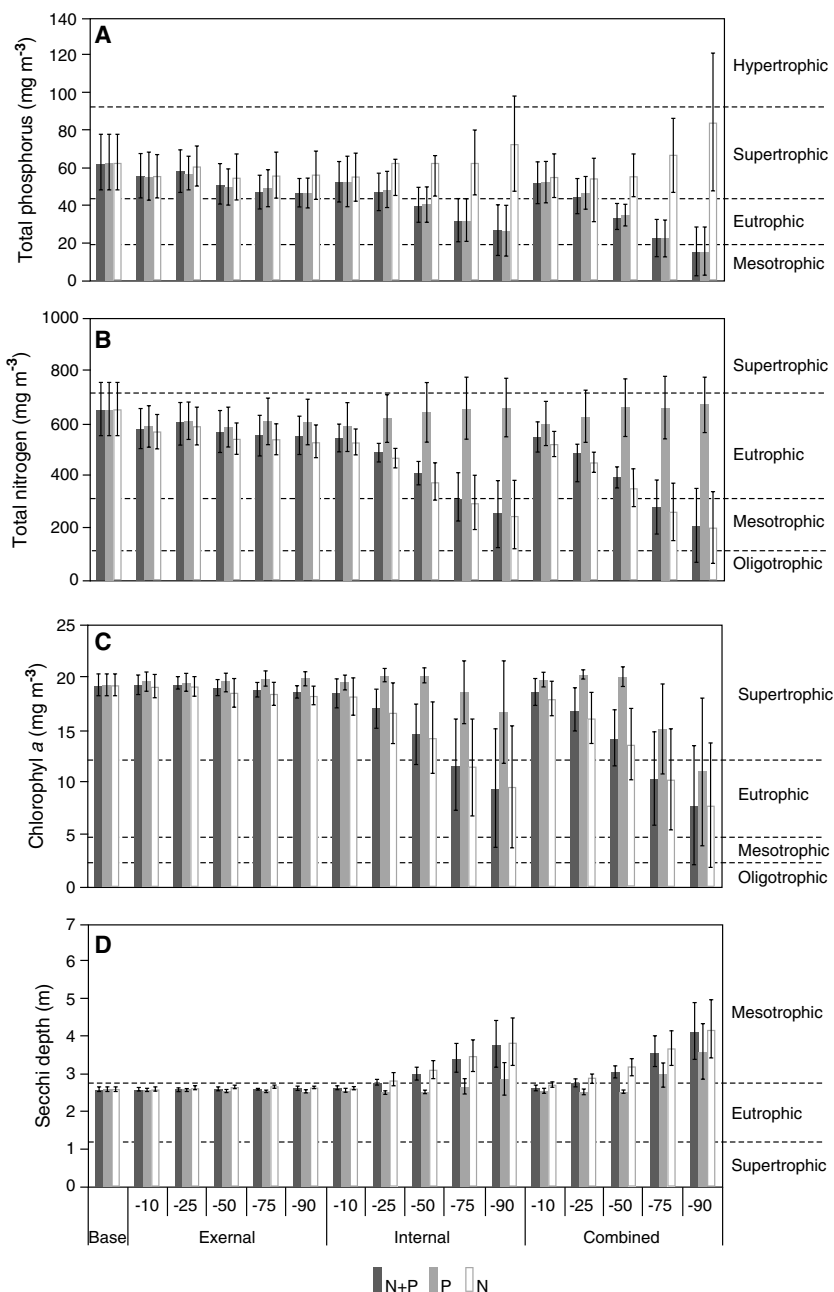 A
Total phosphorus (mg m-3)
140
120
100
80
60
40
20
0
Hypertrophic
Supertrophic
Eutrophic
Mesotrophic
B
Total nitrogen (mg m-3)
1000
800
600
400
200
0
Supertrophic
Eutrophic
Mesotrophic
Oligotrophic
C
Chlorophyl a (mg m-3)
25
20
15
10
5
0
Supertrophic
Eutrophic
Mesotrophic
Oligotrophic
D
Secchi depth (m)
7
6
5
4
3
2
1
0
Mesotrophic
Eutrophic
Supertrophic
-10 -25 -50 -75 -90 -10 -25 -50 -75 -90 -10 -25 -50 -75 -90
Base Exernal Internal Combined
N+P P N